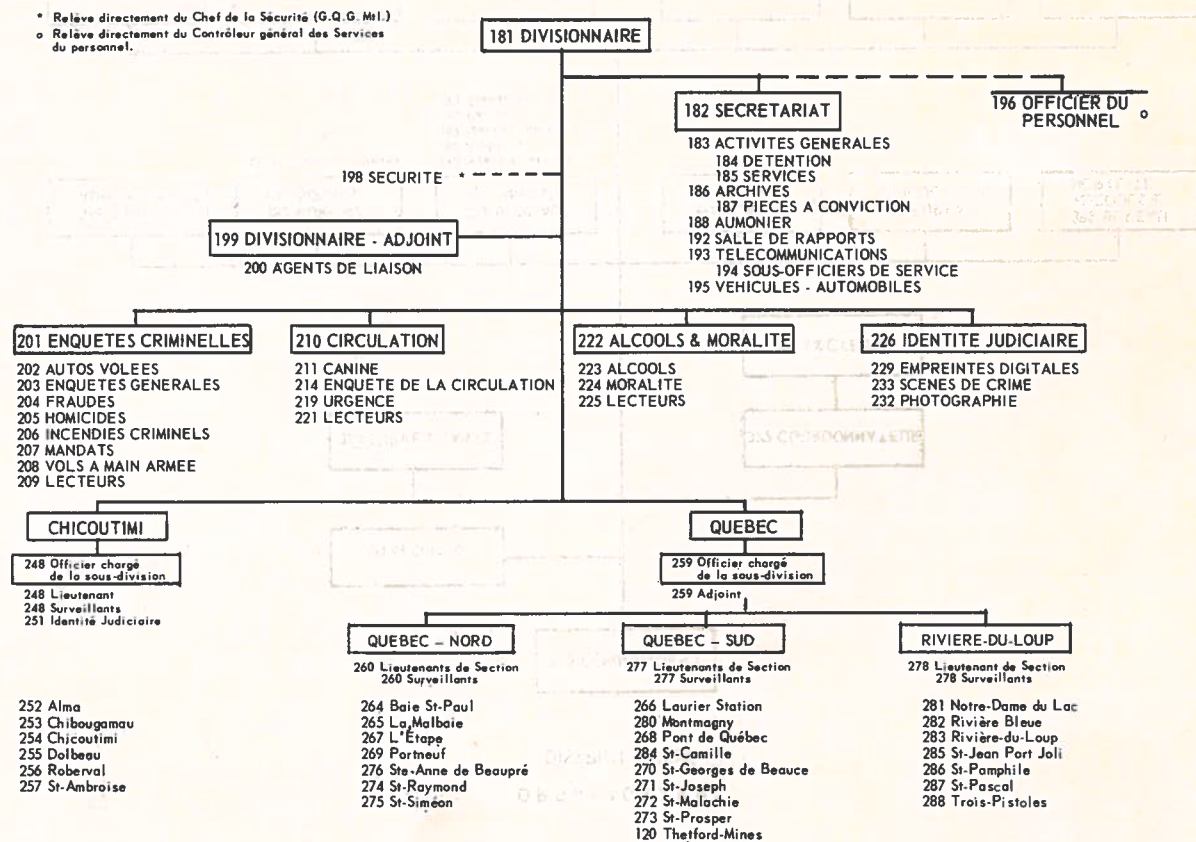 * Relève directement du Chef de la Sécurité (G.Q.G. Mtl.)
o Relève directement du Contrôleur général des Services
du personnel.
181 DIVISIONNAIRE
182 SECRETARIAT
183 ACTIVITES GENERALES
184 DETENTION
185 SERVICES
186 ARCHIVES
187 PIECES A CONVICTION
188 AUMONIER
192 SALLE DE RAPPORTS
193 TELECOMMUNICATIONS
194 SOUS-OFFICIERS DE SERVICE
195 VEHICULES - AUTOMOBILES
196 OFFICIER DU
PERSONNEL o
198 SECURITE *
199 DIVISIONNAIRE - ADJOINT
200 AGENTS DE LIAISON
201 ENQUETES CRIMINELLES
202 AUTOS VOLEES
203 ENQUETES GENERALES
204 FRAUDES
205 HOMICIDES
206 INCENDIES CRIMINELS
207 MANDATS
208 VOLS A MAIN ARMEE
209 LECTEURS
210 CIRCULATION
211 CANINE
214 ENQUETE DE LA CIRCULATION
219 URGENCE
221 LECTEURS
222 ALCOOLS & MORALITE
223 ALCOOLS
224 MORALITE
225 LECTEURS
226 IDENTITE JUDICIAIRE
229 EMPREINTES DIGITALES
233 SCENES DE CRIME
232 PHOTOGRAPHIE
CHICOUTIMI
248 Officier chargé
de la sous-division
248 Lieutenant
248 Surveillants
251 Identité Judiciaire
252 Alma
253 Chibougamau
254 Chicoutimi
255 Dolbeau
256 Roberval
257 St-Ambroise
QUEBEC
259 Officier chargé
de la sous-division
259 Adjoint
QUEBEC - NORD
260 Lieutenants de Section
260 Surveillants
264 Baie St-Paul
265 La Malbaie
267 L'Étape
269 Portneuf
276 Ste-Anne de Beaupré
274 St-Raymond
275 St-Siméon
QUEBEC - SUD
277 Lieutenants de Section
277 Surveillants
266 Laurier Station
280 Montmagny
268 Pont de Québec
284 St-Camille
270 St-Georges de Beauce
271 St-Joseph
272 St-Malachie
273 St-Prosper
120 Thetford-Mines
RIVIERE-DU-LOUP
278 Lieutenant de Section
278 Surveillants
281 Notre-Dame du Lac
282 Rivière Bleue
283 Rivière-du-Loup
285 St-Jean Port Joli
286 St-Pamphile
287 St-Pascal
288 Trois-Pistoles